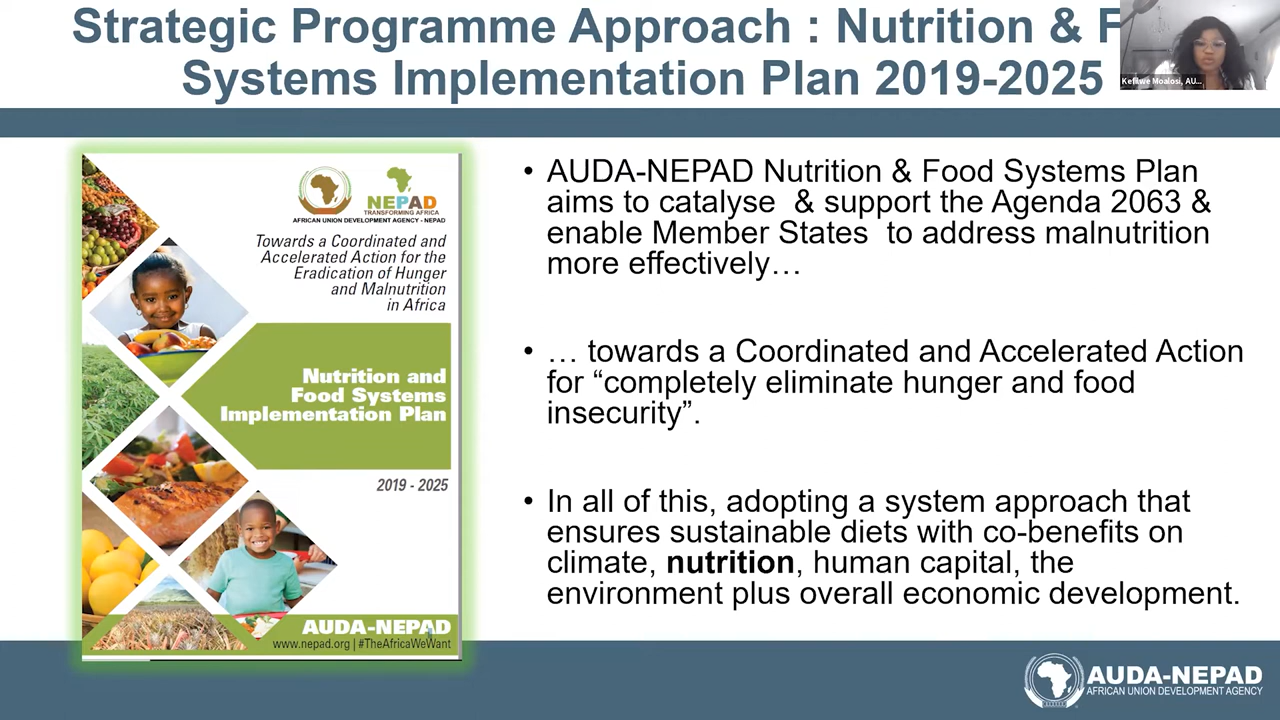 Strategic Programme Approach : Nutrition & F
Systems Implementation Plan 2019-2025
Kefilwe Moalosi, AU...
NEPAD
TRANSFORMING AFRICA
AFRICAN UNION DEVELOPMENT AGENCY - NEPAD
Towards a Coordinated and
Accelerated Action for the
Eradication of Hunger
and Malnutrition
in Africa
Nutrition and
Food Systems
Implementation Plan
2019 - 2025
AUDA-NEPAD
www.nepad.org | #TheAfricaWeWant
• AUDA-NEPAD Nutrition & Food Systems Plan
aims to catalyse & support the Agenda 2063 &
enable Member States to address malnutrition
more effectively…
• … towards a Coordinated and Accelerated Action
for “completely eliminate hunger and food
insecurity”.
• In all of this, adopting a system approach that
ensures sustainable diets with co-benefits on
climate, nutrition, human capital, the
environment plus overall economic development.
AUDA-NEPAD
AFRICAN UNION DEVELOPMENT AGENCY